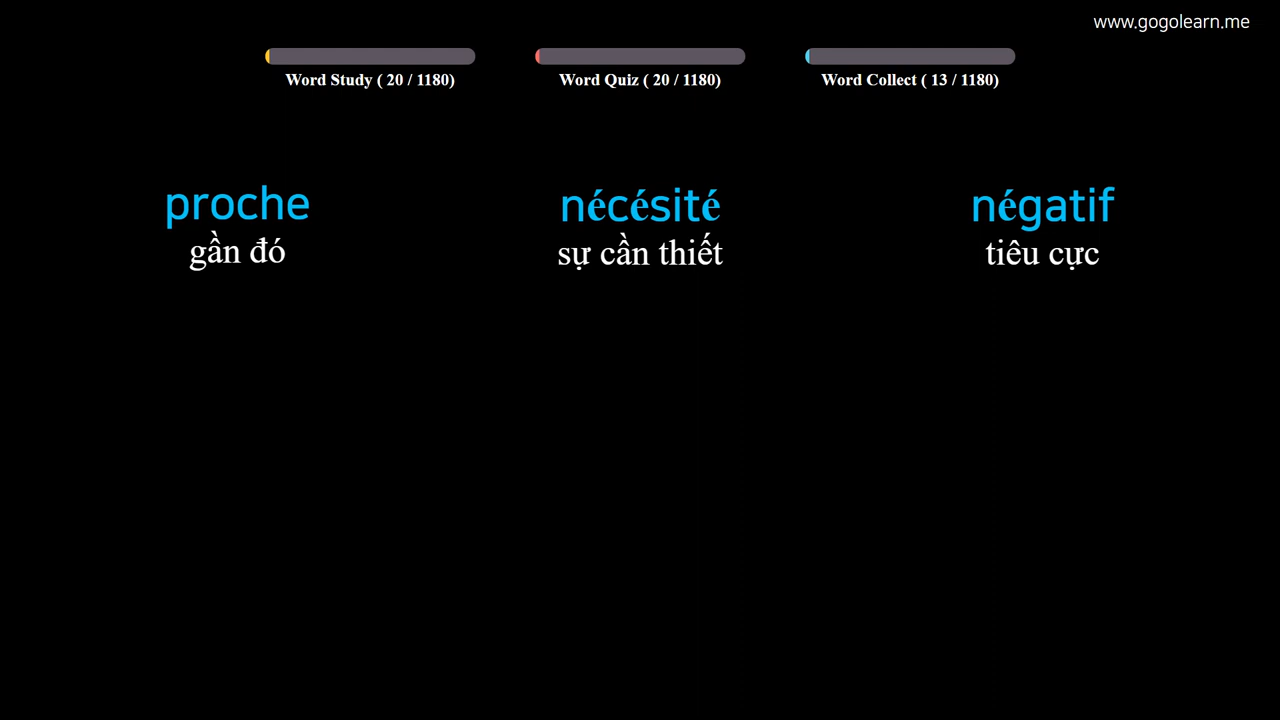 www.gogolearn.me
Word Study ( 20 / 1180) Word Quiz ( 20 / 1180) Word Collect ( 13 / 1180)
proche nécésité négatif
gần đó sự cần thiết tiêu cực